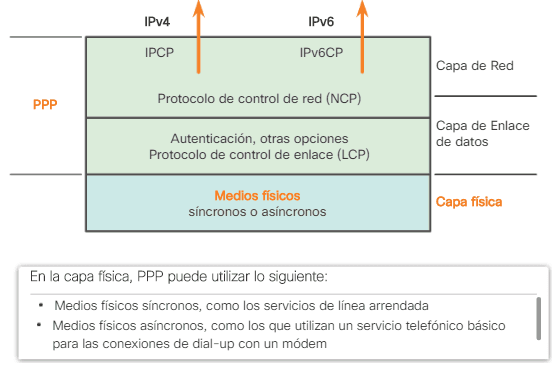 IPv4 IPv6
IPCP IPv6CP
Capa de Red
Protocolo de control de red (NCP)
PPP
Capa de Enlace
de datos
Autenticación, otras opciones
Protocolo de control de enlace (LCP)
Medios físicos
síncronos o asíncronos
Capa física
En la capa física, PPP puede utilizar lo siguiente:
• Medios físicos síncronos, como los servicios de línea arrendada
• Medios físicos asíncronos, como los que utilizan un servicio telefónico básico
para las conexiones de dial-up con un módem